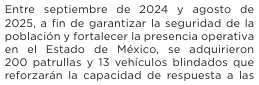 Entre septiembre de 2024 y agosto de
2025, a fin de garantizar la seguridad de la
población y fortalecer la presencia operativa
en el Estado de México, se adquirieron
200 patrullas y 13 vehículos blindados que
reforzarán la capacidad de respuesta a las